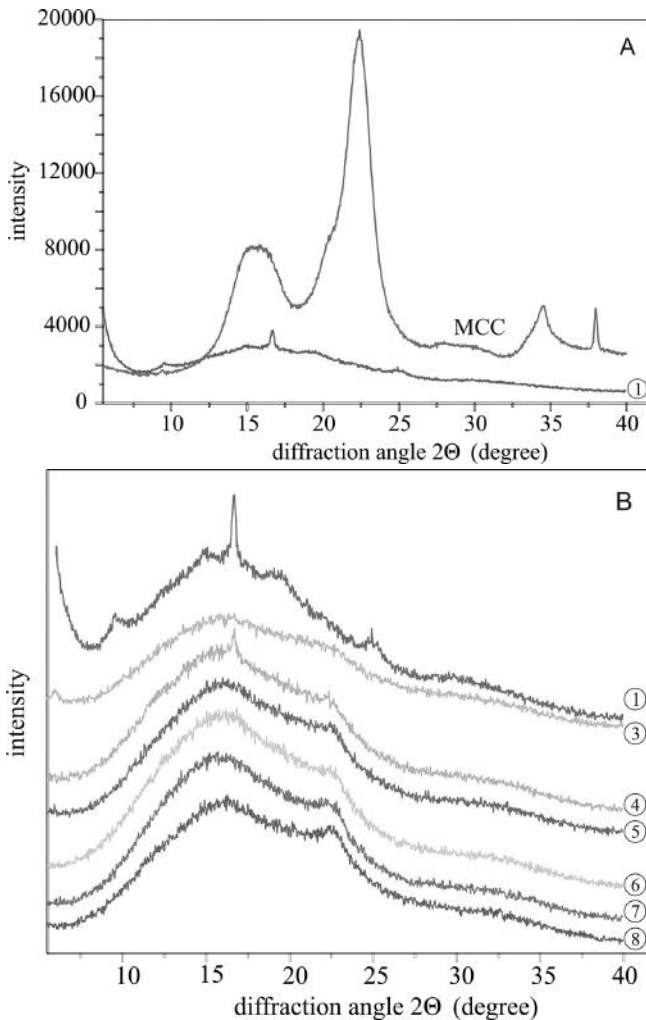 20000
A
16000
12000
8000
4000
0
intensity
MCC
①
10 15 20 25 30 35 40
diffraction angle 2Θ (degree)
B
intensity
①
③
④
⑤
⑥
⑦
⑧
10 15 20 25 30 35 40
diffraction angle 2Θ (degree)